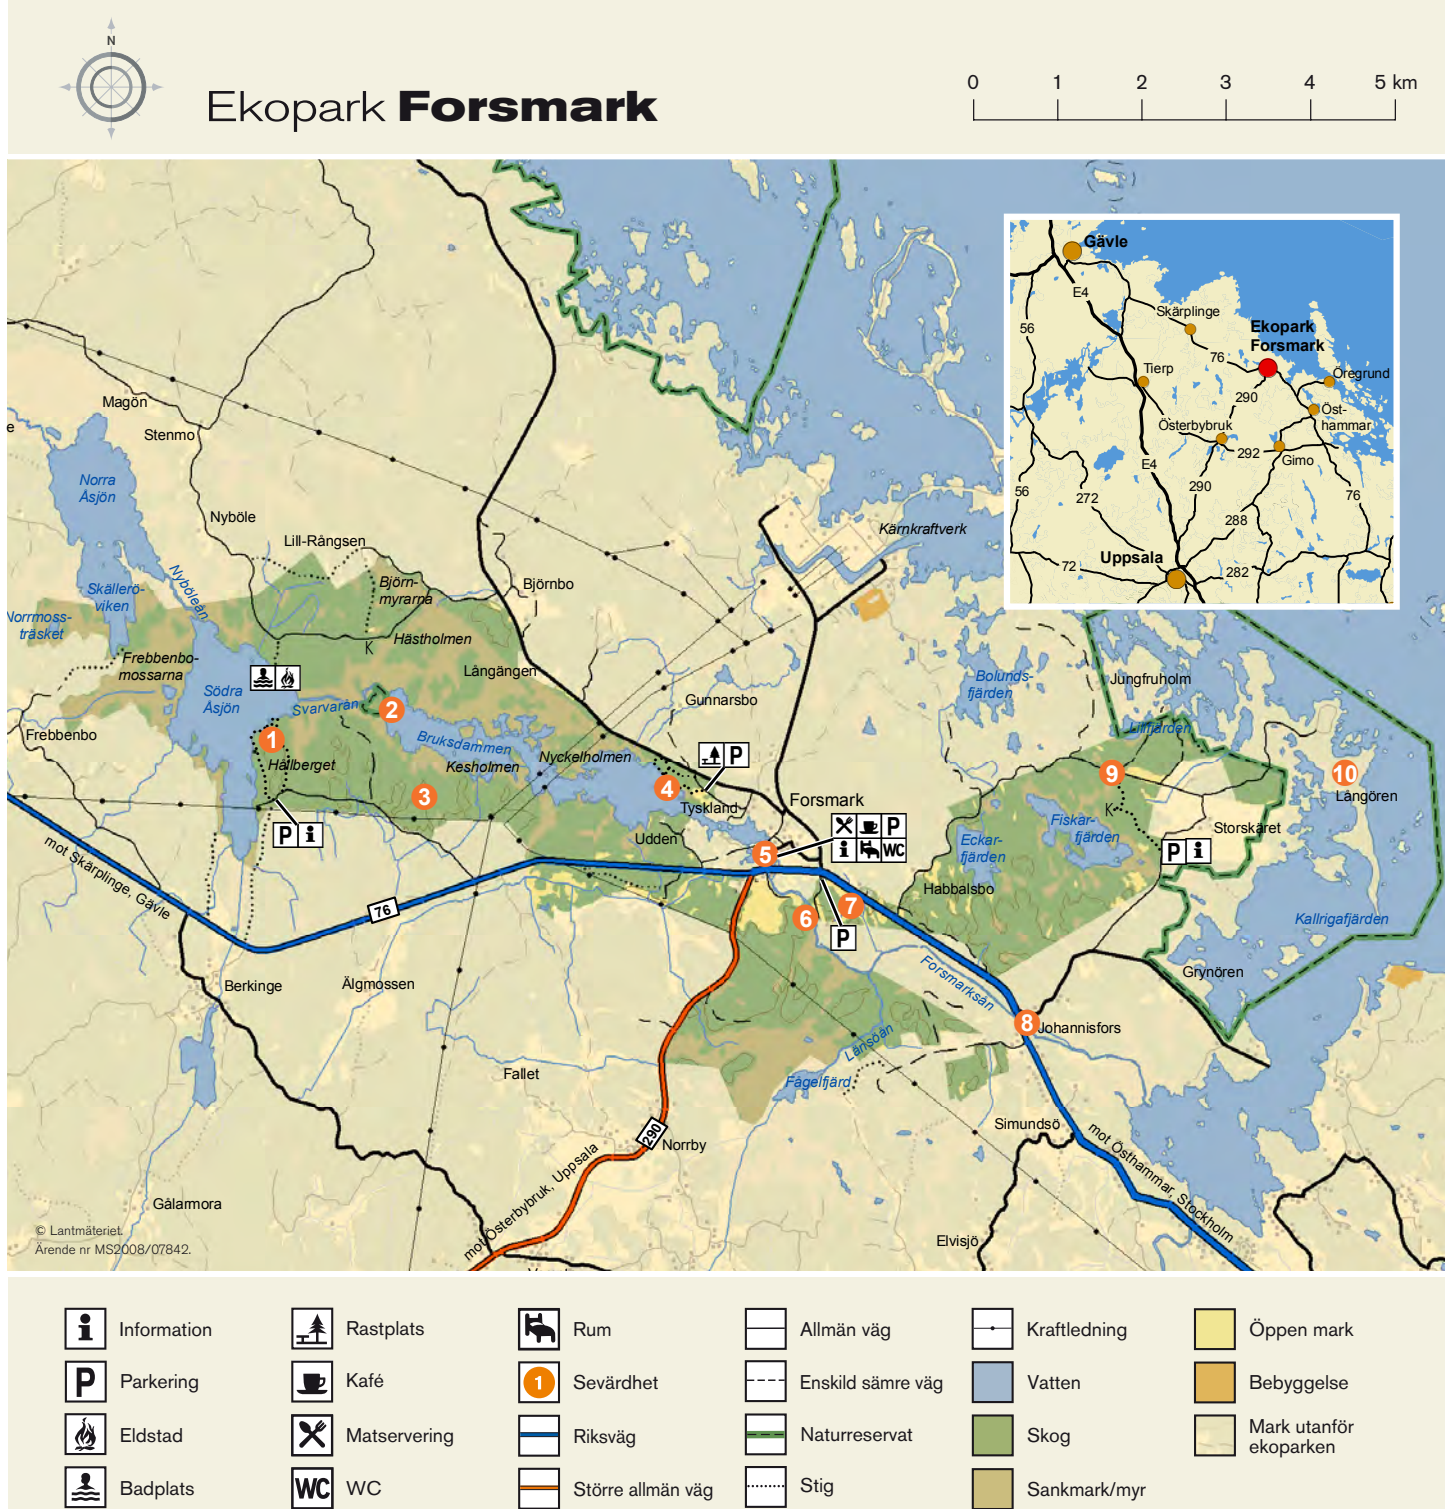 N
Ekopark Forsmark
0 1 2 3 4 5 km
Gävle
E4
Skärplinge
56
76
Ekopark
Forsmark
Tierp
Öregrund
290
Öst-
hammar
Österbybruk
292
Gimo
E4
56
272
290
76
288
Uppsala
72
282
Magön
Stenmo
e
Norra
Åsjön
Nyböle
Lill-Rångsen
Kärnkraftverk
Nyböleån
Björn-
myrarna
Björnbo
Skällerö-
viken
Norrmoss-
träsket
Hästholmen
K
Frebbenbo-
mossarna
Långängen
Bolunds-
fjärden
Jungfruholm
Södra
Åsjön
Svarvarån
2
Gunnarsbo
Lillfjärden
Frebbenbo
1
Bruksdammen
Hållberget
Kesholmen
Nyckelholmen
P
9
10
3
4
Tyskland
Forsmark
Långören
K
Fiskar-
fjärden
Storskäret
P i
Udden
P
i WC
5
Eckar-
fjärden
P i
mot Skärplinge, Gävle
Habbalsbo
76
6
7
Kallrigafjärden
P
Forsmarksån
Grynören
Berkinge
Älgmossen
8
Johannisfors
Länsöån
Fallet
Fågelfjärd
Simundsö
290
Norrby
mot Östhammar, Stockholm
mot Österbybruk, Uppsala
Gålarmora
Elvisjö
© Lantmäteriet.
Ärende nr MS2008/07842.
i Information
Rastplats
Rum
Allmän väg
Kraftledning
Öppen mark
P Parkering
Kafé
1 Sevärdhet
Enskild sämre väg
Vatten
Bebyggelse
Eldstad
Matservering
Riksväg
Naturreservat
Skog
Mark utanför
ekoparken
Badplats
WC WC
Större allmän väg
Stig
Sankmark/myr